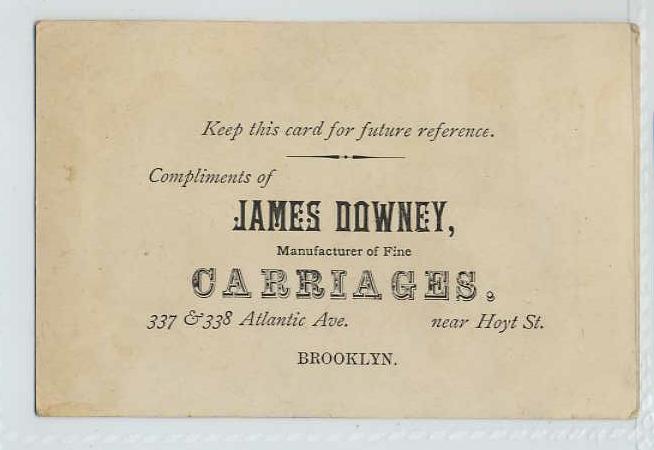 Keep this card for future reference.
Compliments of
JAMES DOWNEY,
Manufacturer of Fine
CARRIAGES.
337 & 338 Atlantic Ave. near Hoyt St.
BROOKLYN.